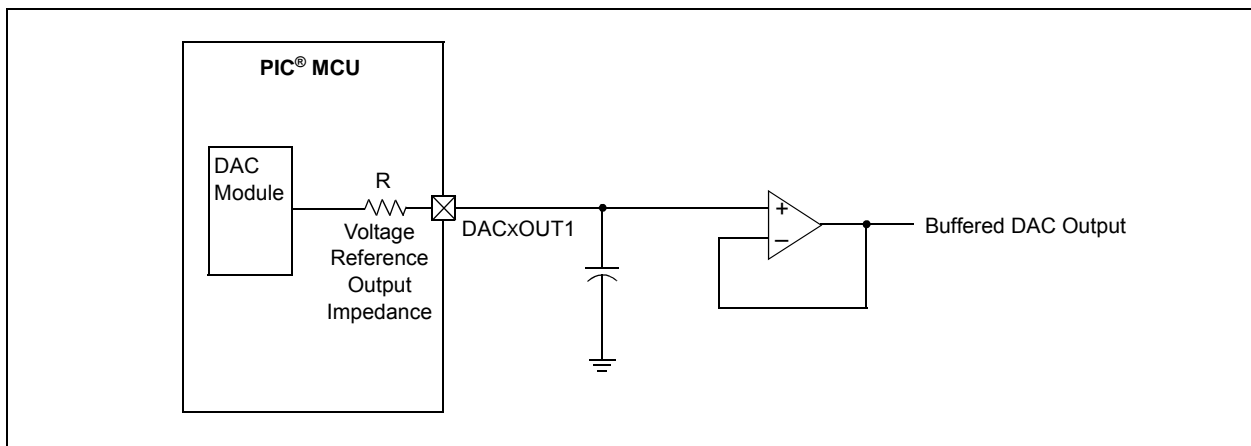 PIC® MCU
DAC
Module
R
Voltage
Reference
Output
Impedance
DACxOUT1
+
–
Buffered DAC Output